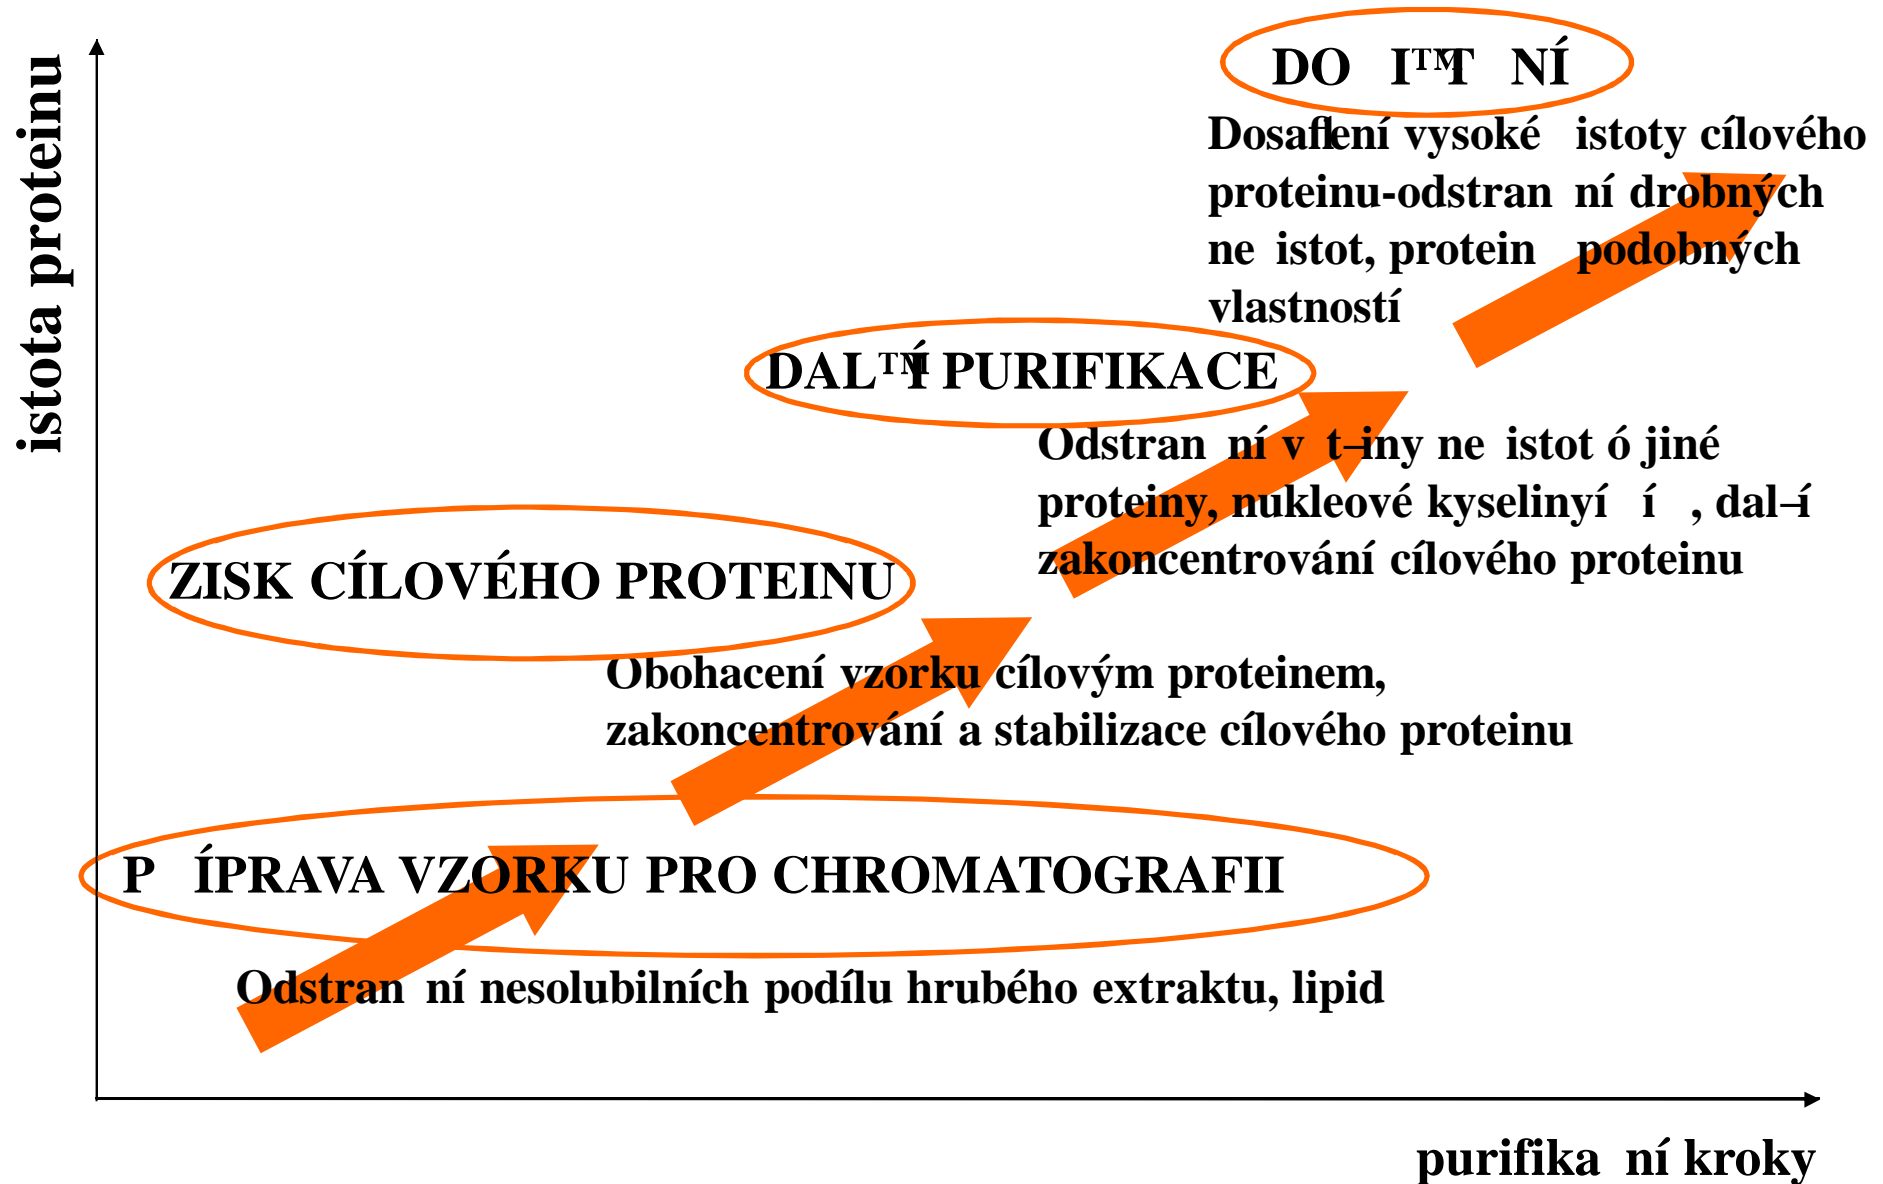 istota proteinu
DO I™T NÍ
Dosaflení vysoké istoty cílového
proteinu-odstran ní drobných
ne istot, protein podobných
vlastností
DAL™Í PURIFIKACE
Odstran ní v t–iny ne istot ó jiné
proteiny, nukleové kyselinyí í , dal–í
zakoncentrování cílového proteinu
ZISK CÍLOVÉHO PROTEINU
Obohacení vzorku cílovým proteinem,
zakoncentrování a stabilizace cílového proteinu
P ÍPRAVA VZORKU PRO CHROMATOGRAFII
Odstran ní nesolubilních podílu hrubého extraktu, lipid
purifika ní kroky